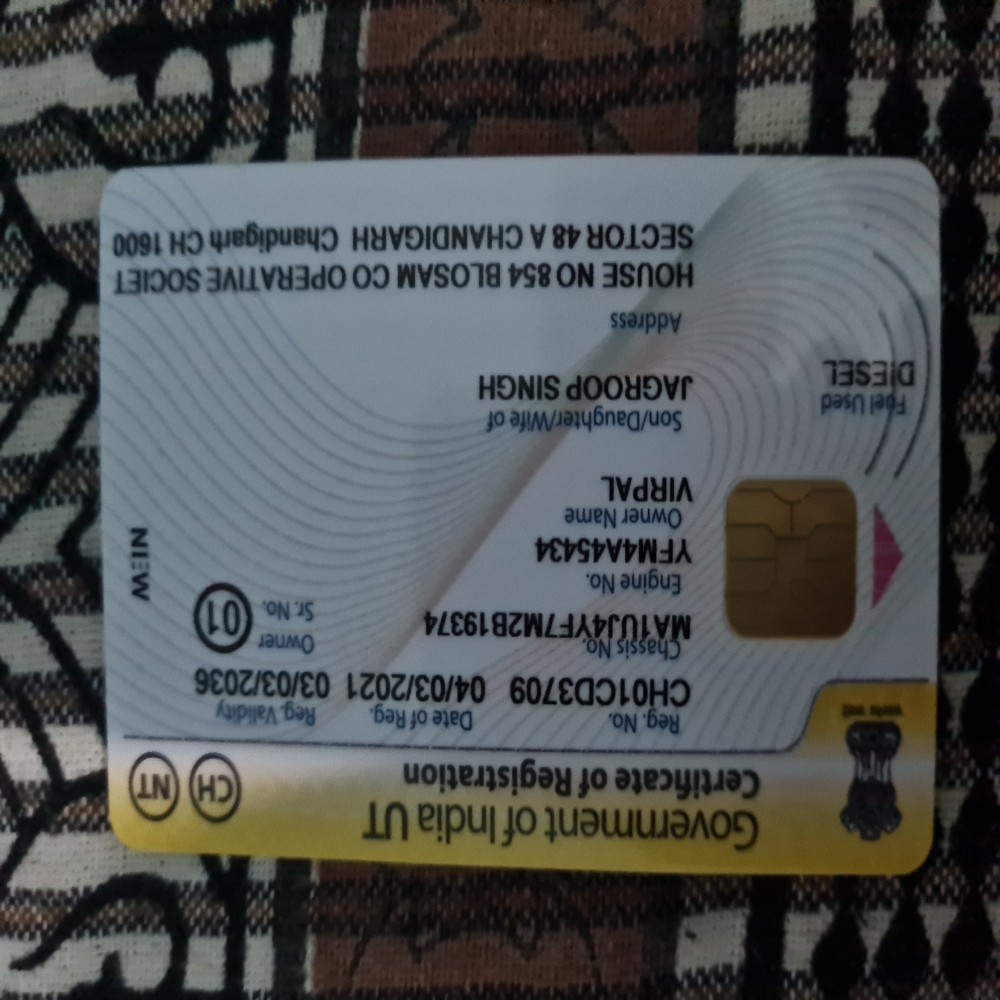 Government of India UT
Certificate of Registration
CH NT
Reg. No. Date of Reg. Reg. Validity
CH01CD3709 04/03/2021 03/03/2036
Chassis No.
MA1UJ4YF7M2B19374
Owner
Sr. No.
01
Engine No.
YFM4A45434
Owner Name
VIRPAL
NEW
Fuel Used
DIESEL
Son/Daughter/Wife of
JAGROOP SINGH
Address
HOUSE NO 854 BLOSAM CO OPERATIVE SOCIET
SECTOR 48 A CHANDIGARH Chandigarh CH 1600